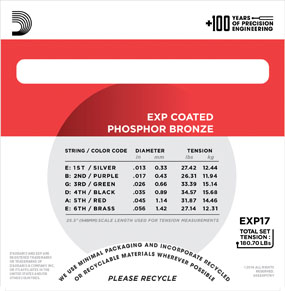 D'Addario
+100 YEARS OF PRECISION ENGINEERING
EXP COATED
PHOSPHOR BRONZE
STRING / COLOR CODE DIAMETER TENSION
in mm lbs kg
E: 1ST / SILVER .013 0.33 27.42 12.44
B: 2ND / PURPLE .017 0.43 26.31 11.94
G: 3RD / GREEN .026 0.66 33.39 15.14
D: 4TH / BLACK .035 0.89 34.57 15.68
A: 5TH / RED .045 1.14 31.87 14.46
E: 6TH / BRASS .056 1.42 27.14 12.31
25.5" (648MM) SCALE LENGTH USED FOR TENSION MEASUREMENTS
EXP17
TOTAL SET
TENSION :
180.70 LBs
WE USE MINIMAL PACKAGING AND INCORPORATE RECYCLED
OR RECYCLABLE MATERIALS WHEREVER POSSIBLE
PLEASE RECYCLE